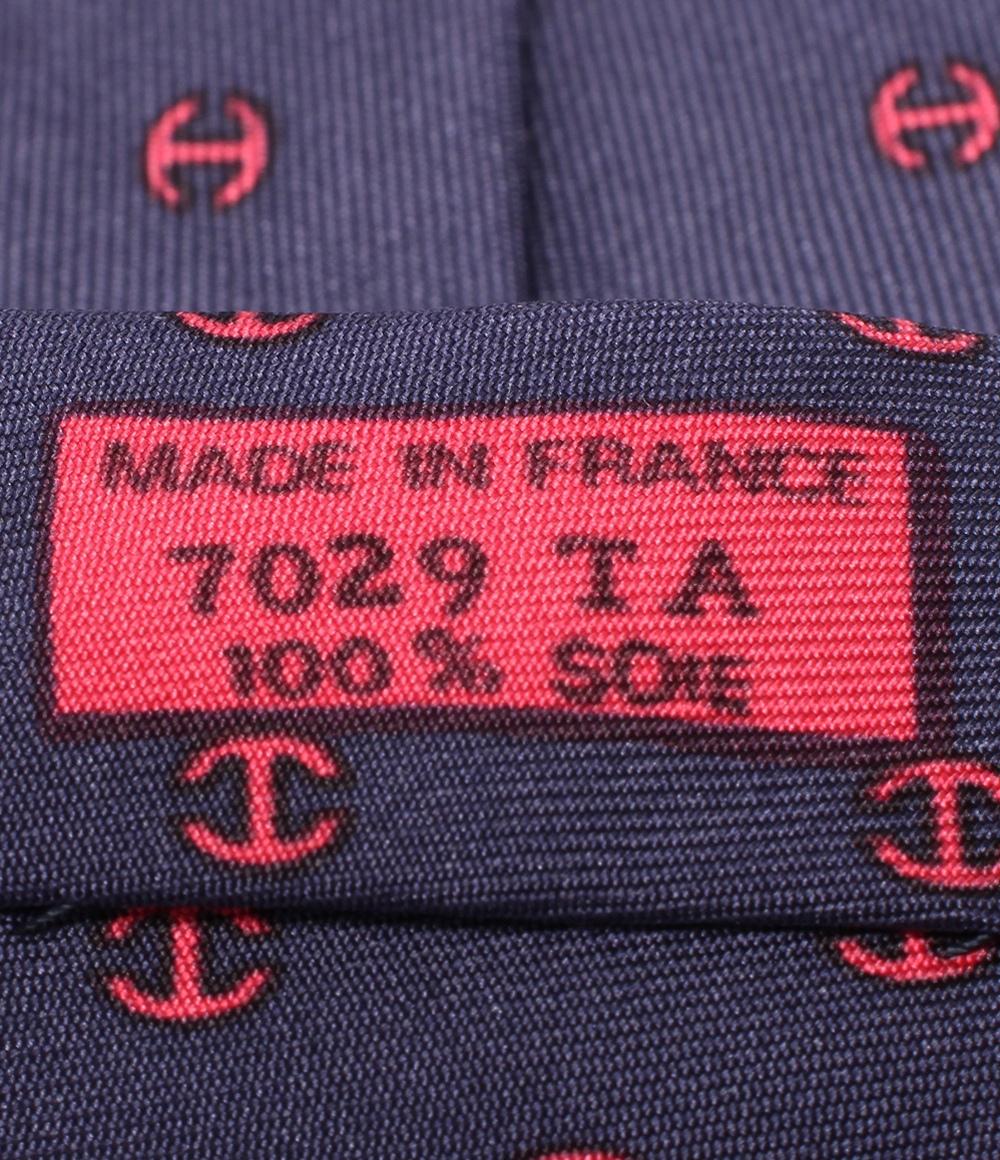 MADE IN FRANCE
7029 TA
100% SOIE